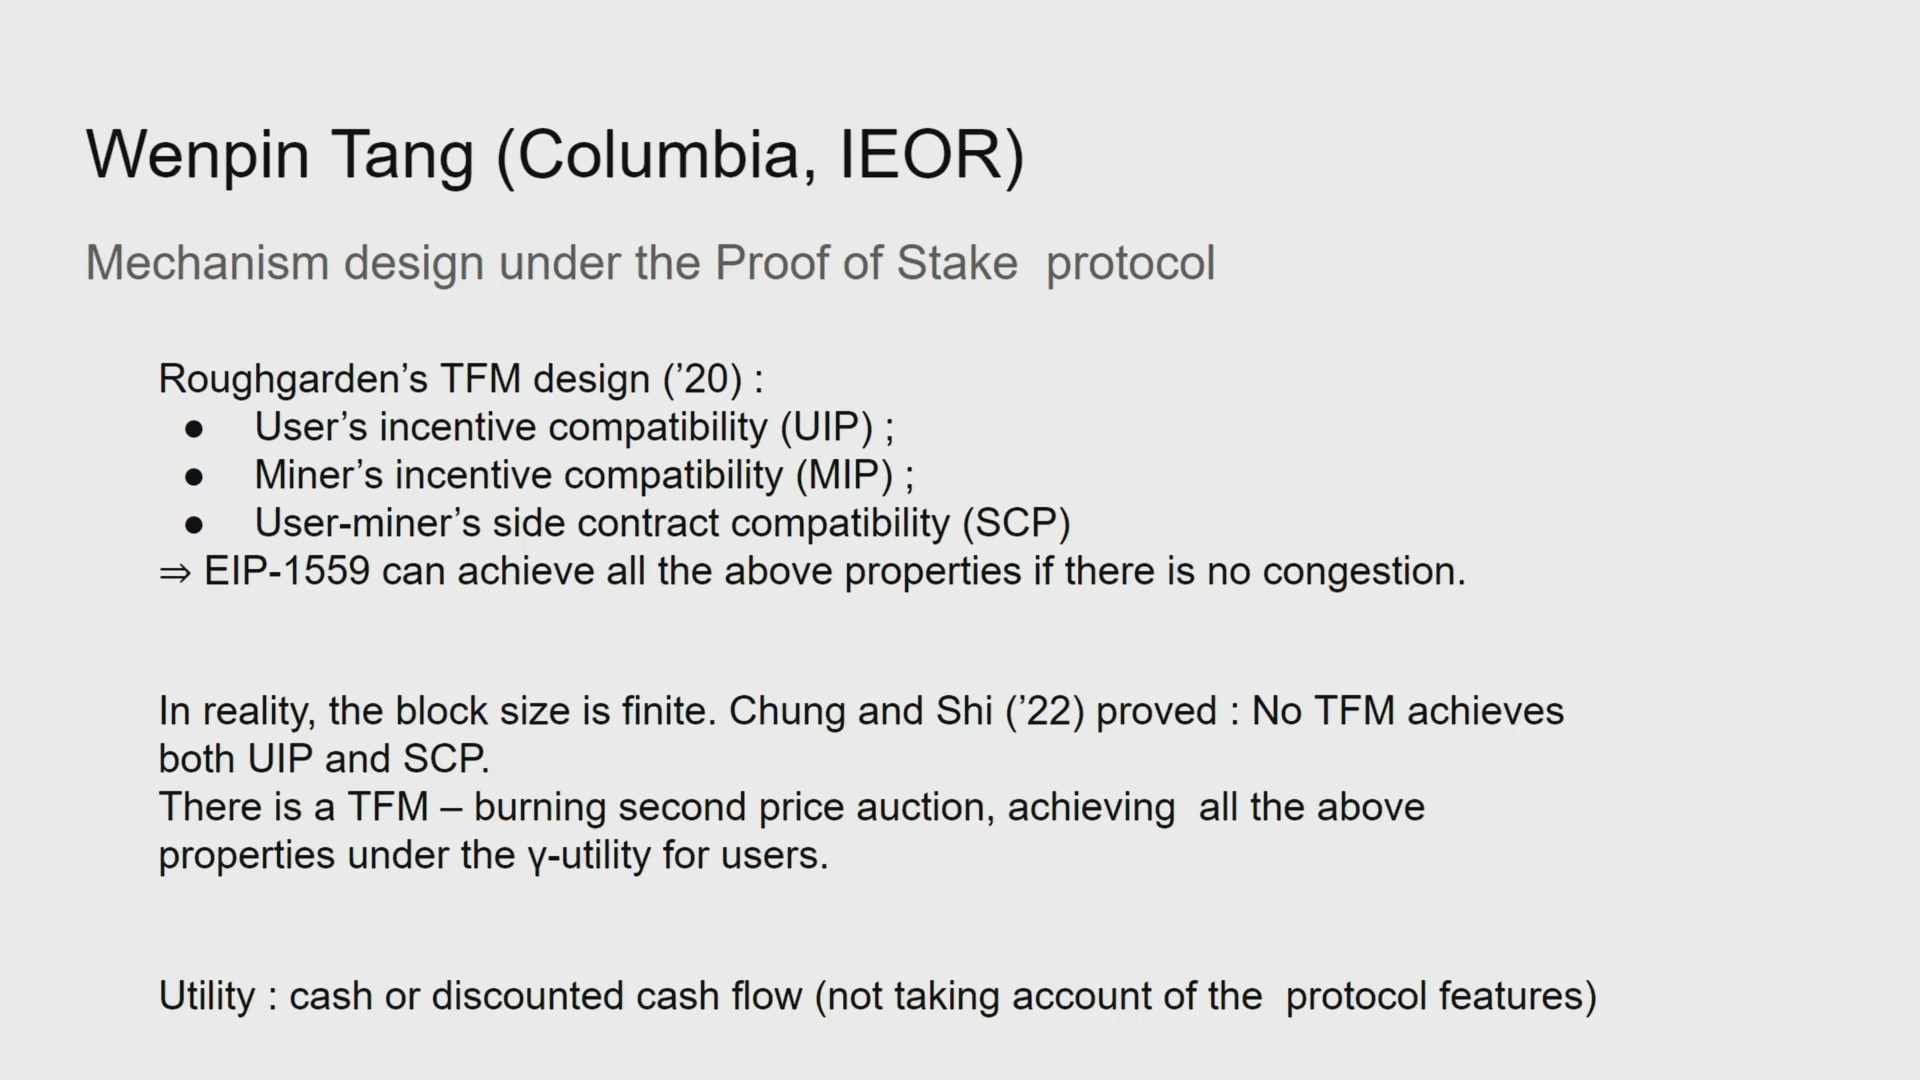 Wenpin Tang (Columbia, IEOR)
Mechanism design under the Proof of Stake  protocol
Roughgarden’s TFM design (’20) :
● User’s incentive compatibility (UIP) ;
● Miner’s incentive compatibility (MIP) ;
● User-miner’s side contract compatibility (SCP)
⇒ EIP-1559 can achieve all the above properties if there is no congestion.
In reality, the block size is finite. Chung and Shi (’22) proved : No TFM achieves
both UIP and SCP.
There is a TFM – burning second price auction, achieving  all the above
properties under the γ-utility for users.
Utility : cash or discounted cash flow (not taking account of the  protocol features)